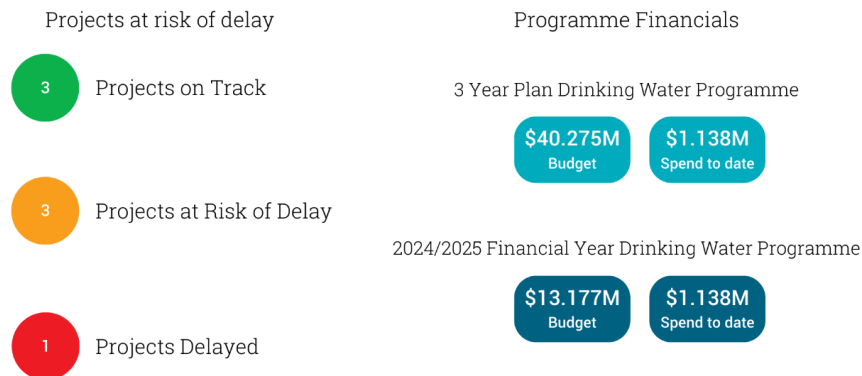 Projects at risk of delay
3
Projects on Track
3
Projects at Risk of Delay
1
Projects Delayed
Programme Financials
3 Year Plan Drinking Water Programme
$40.275M
Budget
$1.138M
Spend to date
2024/2025 Financial Year Drinking Water Programme
$13.177M
Budget
$1.138M
Spend to date